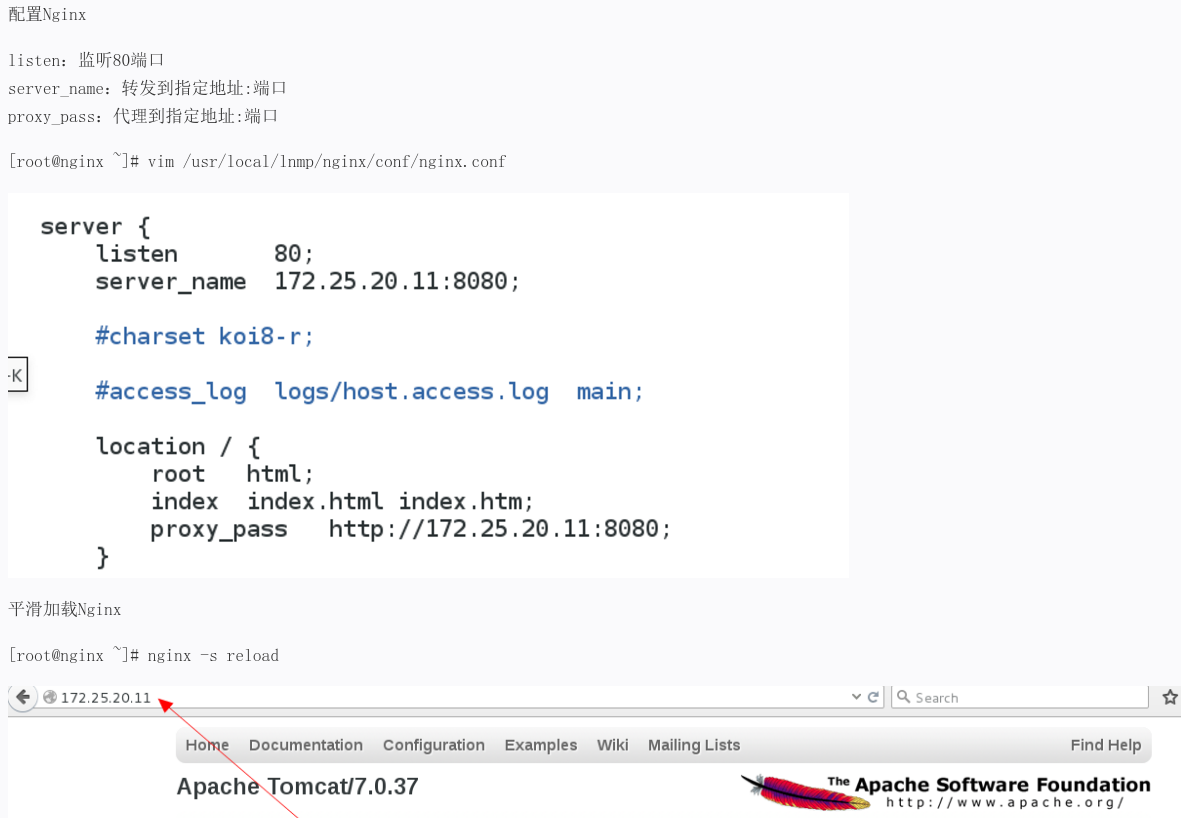 配置Nginx
listen：监听80端口
server_name：转发到指定地址:端口
proxy_pass：代理到指定地址:端口
[root@nginx ~]# vim /usr/local/lnmp/nginx/conf/nginx.conf
server {
listen 80;
server_name 172.25.20.11:8080;
#charset koi8-r;
-K
#access_log logs/host.access.log main;
location / {
root html;
index index.html index.htm;
proxy_pass http://172.25.20.11:8080;
}
平滑加载Nginx
[root@nginx ~]# nginx -s reload
172.25.20.11 Search
Home Documentation Configuration Examples Wiki Mailing Lists Find Help
Apache Tomcat/7.0.37
The Apache Software Foundation
http://www.apache.org/